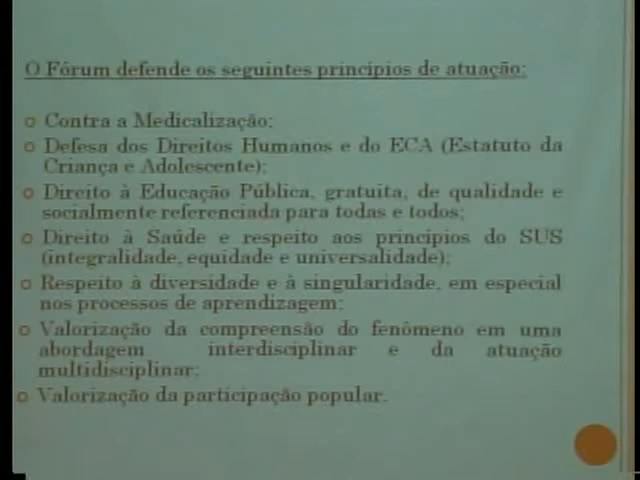 O Fórum defende os seguintes princípios de atuação:
Contra a Medicalização;
Defesa dos Direitos Humanos e do ECA (Estatuto da
Criança e Adolescente);
Direito à Educação Pública, gratuita, de qualidade e
socialmente referenciada para todas e todos;
Direito à Saúde e respeito aos princípios do SUS
(integralidade, equidade e universalidade);
Respeito à diversidade e à singularidade, em especial
nos processos de aprendizagem;
Valorização da compreensão do fenômeno em uma
abordagem interdisciplinar e da atuação
multidisciplinar;
Valorização da participação popular.